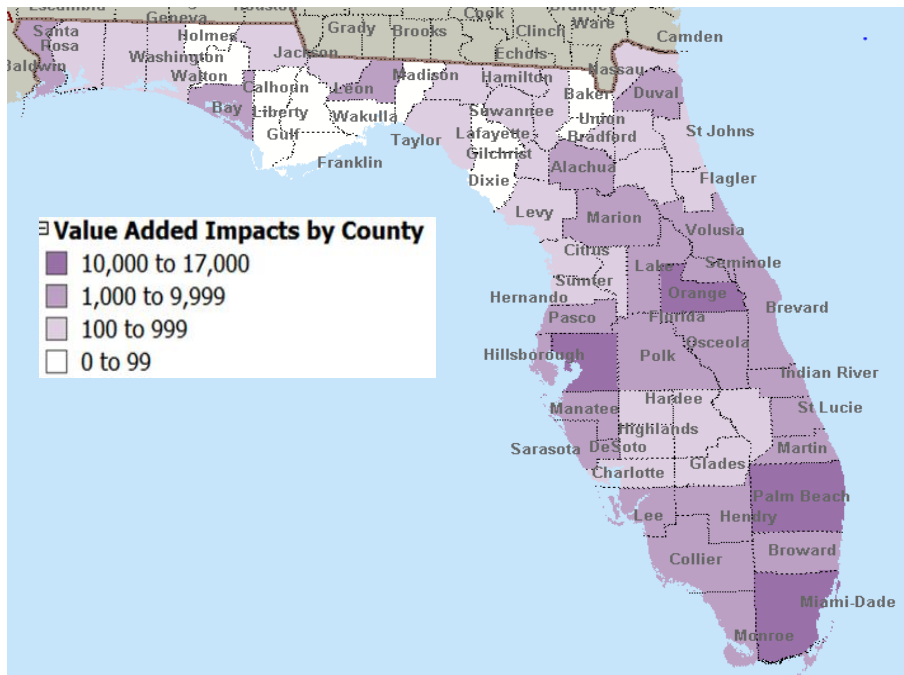 Escambia
Geneva
Houston
Cook
Brantley
Ware
Santa
Rosa
Holmes
Grady
Brooks
Clinch
Camden
Baldwin
Washington
Jackson
Echols
Walton
Calhoun
Leon
Madison
Hamilton
Nassau
Bay
Liberty
Wakulla
Suwannee
Baker
Duval
Gulf
Taylor
Lafayette
Union
Bradford
St Johns
Franklin
Gilchrist
Alachua
Dixie
Flagler
Levy
Marion
Volusia
Value Added Impacts by County
10,000 to 17,000
1,000 to 9,999
100 to 999
0 to 99
Citrus
Lake
Seminole
Sumter
Orange
Hernando
Pasco
Florida
Brevard
Hillsborough
Polk
Osceola
Indian River
Manatee
Hardee
St Lucie
Sarasota
DeSoto
Highlands
Martin
Charlotte
Glades
Palm Beach
Lee
Hendry
Collier
Broward
Miami-Dade
Monroe